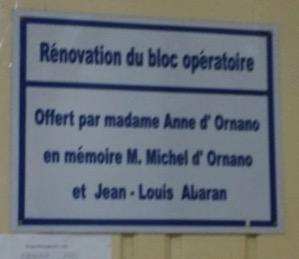 Rénovation du bloc opératoire
Offert par madame Anne d' Ornano
en mémoire M. Michel d' Ornano
et Jean - Louis Abaran